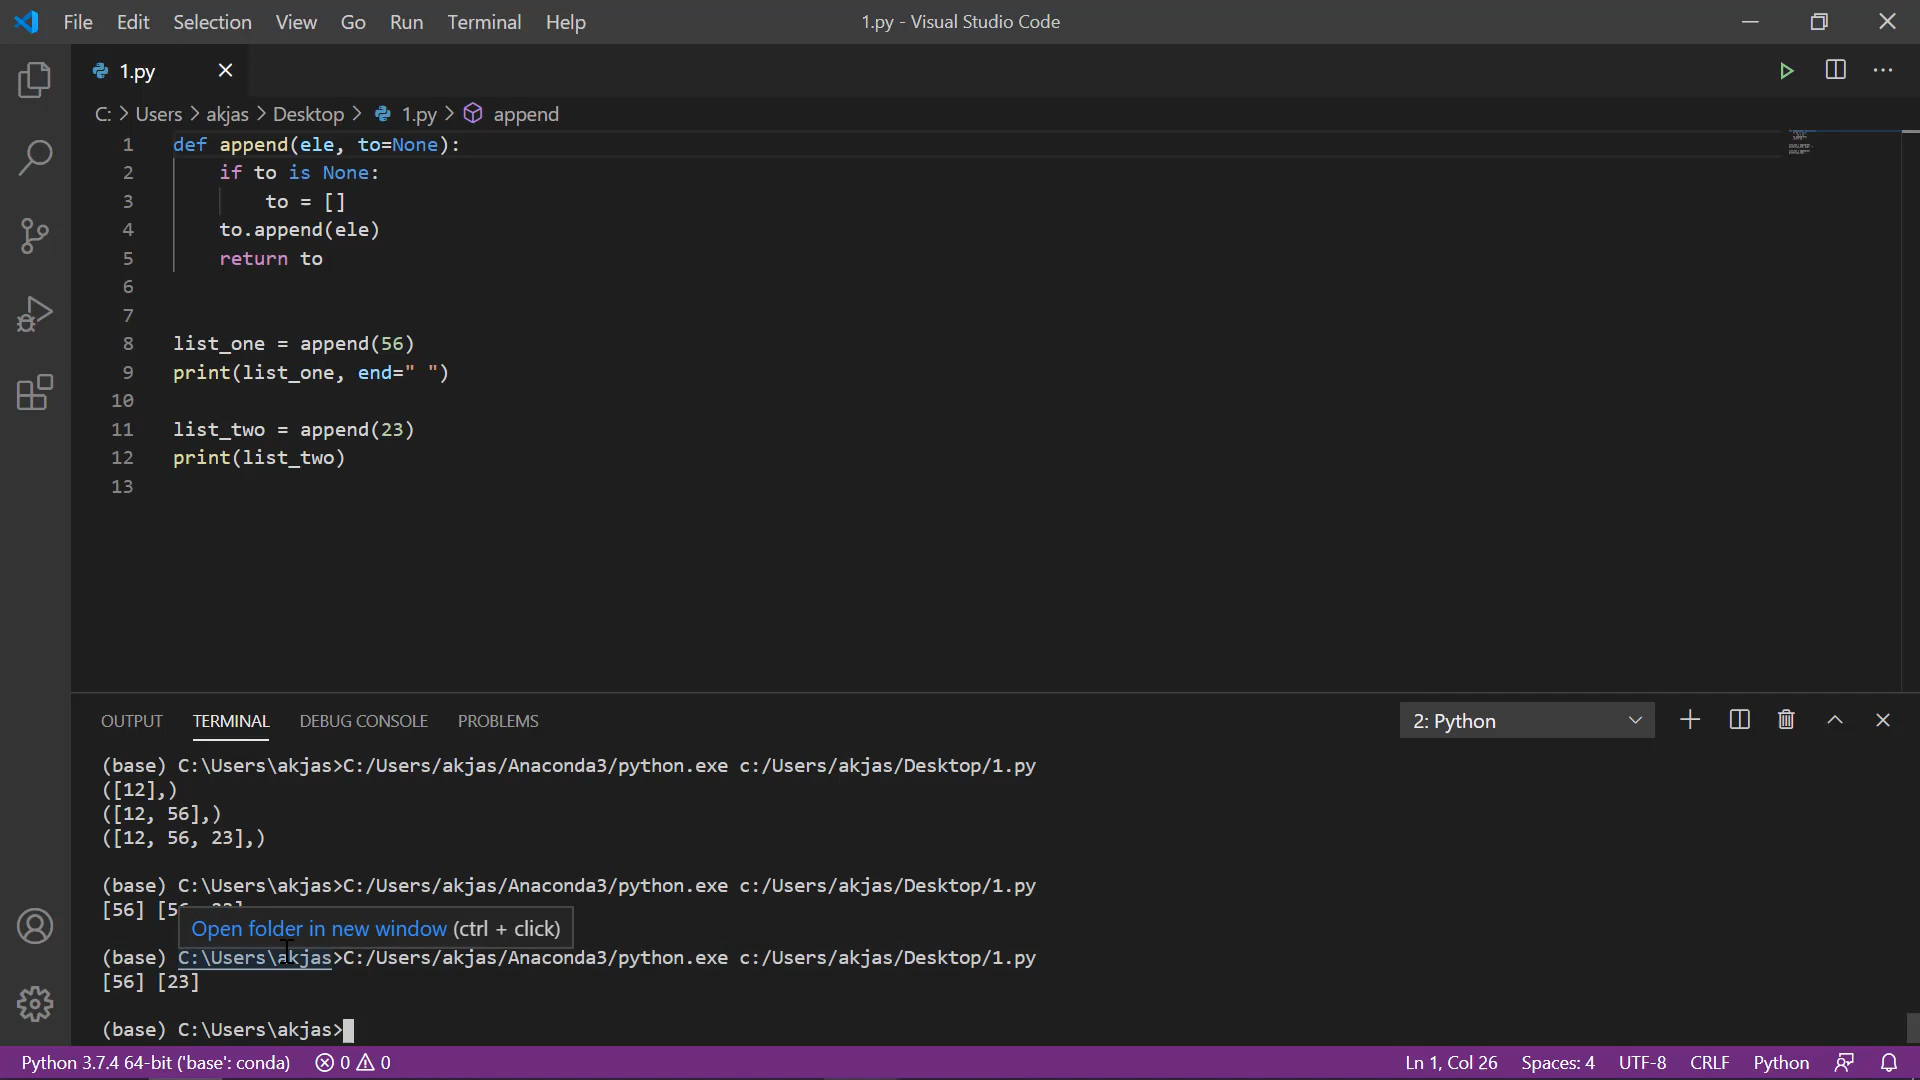 File Edit Selection View Go Run Terminal Help 1.py - Visual Studio Code
1.py
C: > Users > akjas > Desktop > 1.py > append
1 def append(ele, to=None):
2 if to is None:
3 to = []
4 to.append(ele)
5 return to
6
7
8 list_one = append(56)
9 print(list_one, end=" ")
10
11 list_two = append(23)
12 print(list_two)
13
OUTPUT TERMINAL DEBUG CONSOLE PROBLEMS 2: Python
(base) C:\Users\akjas>C:/Users/akjas/Anaconda3/python.exe c:/Users/akjas/Desktop/1.py
([12],)
([12, 56],)
([12, 56, 23],)
(base) C:\Users\akjas>C:/Users/akjas/Anaconda3/python.exe c:/Users/akjas/Desktop/1.py
[56] [5
Open folder in new window (ctrl + click)
(base) C:\Users\akjas>C:/Users/akjas/Anaconda3/python.exe c:/Users/akjas/Desktop/1.py
[56] [23]
(base) C:\Users\akjas>
Python 3.7.4 64-bit ('base': conda) 0 0 Ln 1, Col 26 Spaces: 4 UTF-8 CRLF Python